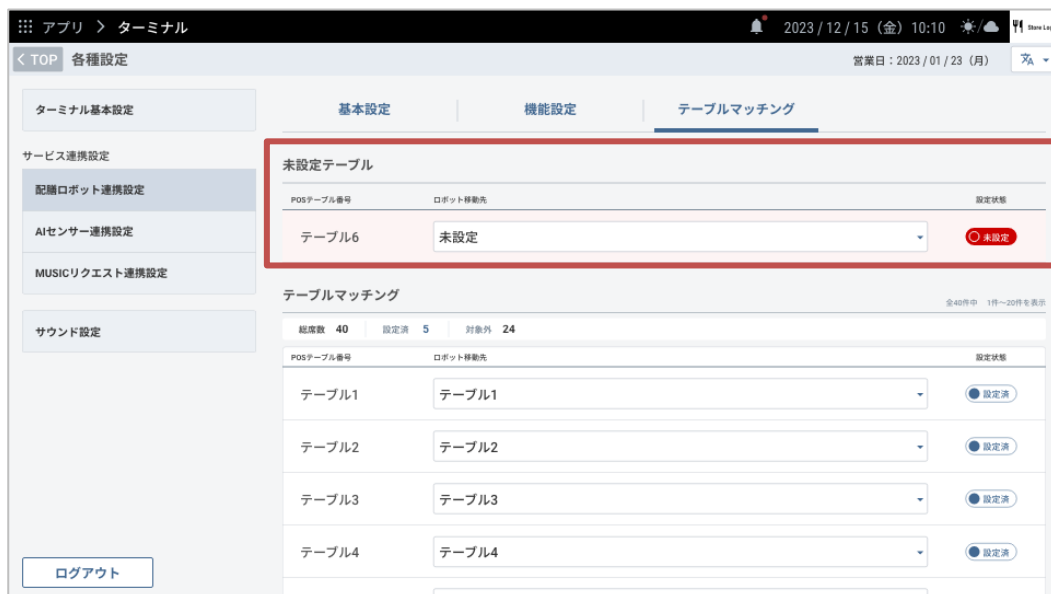 アプリ > ターミナル
2023 / 12 / 15（金）10:10
< TOP 各種設定
営業日：2023 / 01 / 23（月）
ターミナル基本設定
サービス連携設定
配膳ロボット連携設定
AIセンサー連携設定
MUSICリクエスト連携設定
サウンド設定
ログアウト
基本設定 機能設定 テーブルマッチング
未設定テーブル
POSテーブル番号 ロボット移動先 設定状態
テーブル6 未設定 未設定
テーブルマッチング
全40件中 1件～20件を表示
総席数 40 設定済 5 対象外 24
POSテーブル番号 ロボット移動先 設定状態
テーブル1 テーブル1 設定済
テーブル2 テーブル2 設定済
テーブル3 テーブル3 設定済
テーブル4 テーブル4 設定済